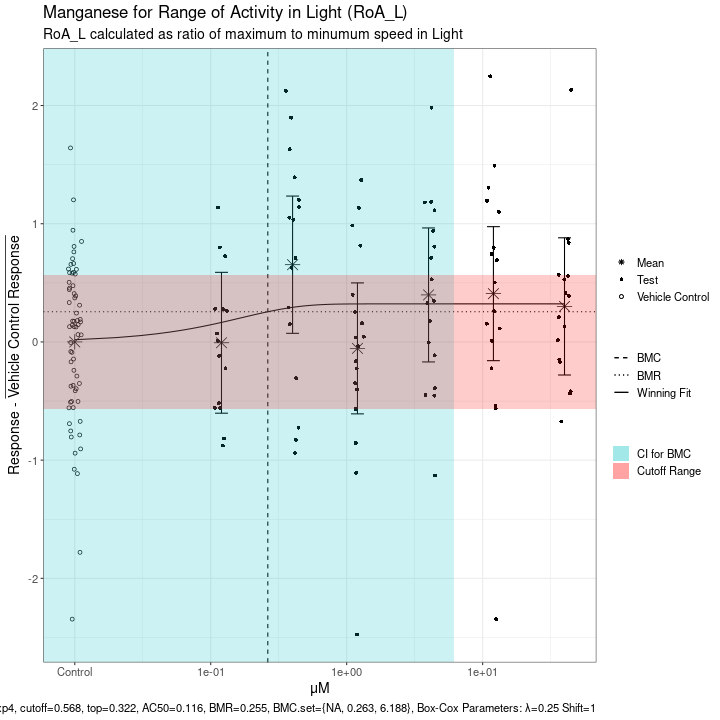 Manganese for Range of Activity in Light (RoA_L)
RoA_L calculated as ratio of maximum to minumum speed in Light
Response - Vehicle Control Response
2
1
0
-1
-2
Control
1e-01
1e+00
1e+01
μM
Mean
Test
Vehicle Control
BMC
BMR
Winning Fit
CI for BMC
Cutoff Range
cutoff=0.568, top=0.322, AC50=0.116, BMR=0.255, BMC.set={NA, 0.263, 6.188}, Box-Cox Parameters: λ=0.25 Shift=1